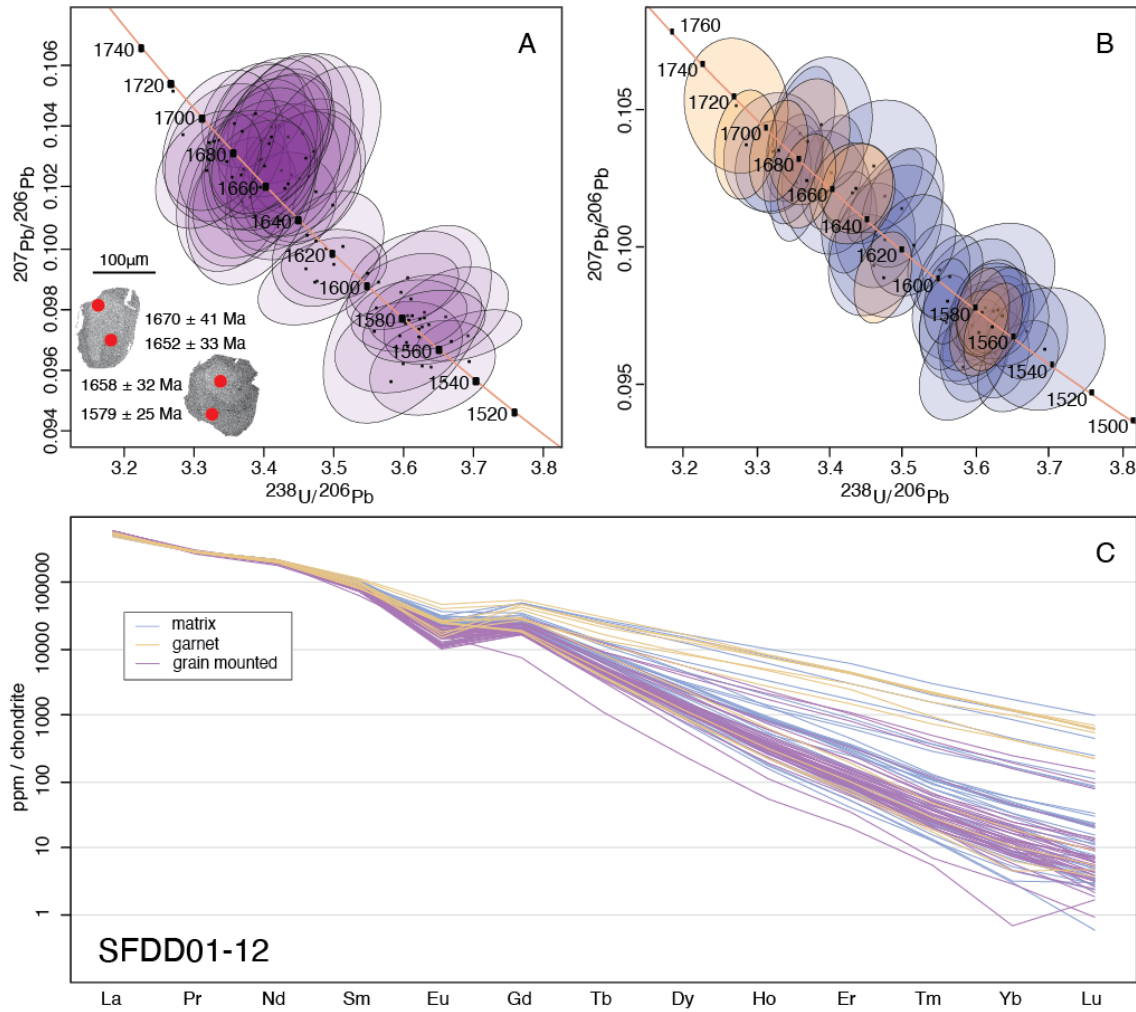 A
0.106
0.104
0.102
0.100
0.098
0.096
0.094
207Pb/206Pb
1740
1720
1700
1680
1660
1640
1620
1600
1580
1560
1540
1520
100µm
1670 ± 41 Ma
1652 ± 33 Ma
1658 ± 32 Ma
1579 ± 25 Ma
3.2 3.3 3.4 3.5 3.6 3.7 3.8
238U/206Pb
B
0.105
0.100
0.095
207Pb/206Pb
1760
1740
1720
1700
1680
1660
1640
1620
1600
1580
1560
1540
1520
1500
3.2 3.3 3.4 3.5 3.6 3.7 3.8
238U/206Pb
C
ppm / chondrite
100000
10000
1000
100
10
1
matrix
garnet
grain mounted
SFDD01-12
La Pr Nd Sm Eu Gd Tb Dy Ho Er Tm Yb Lu